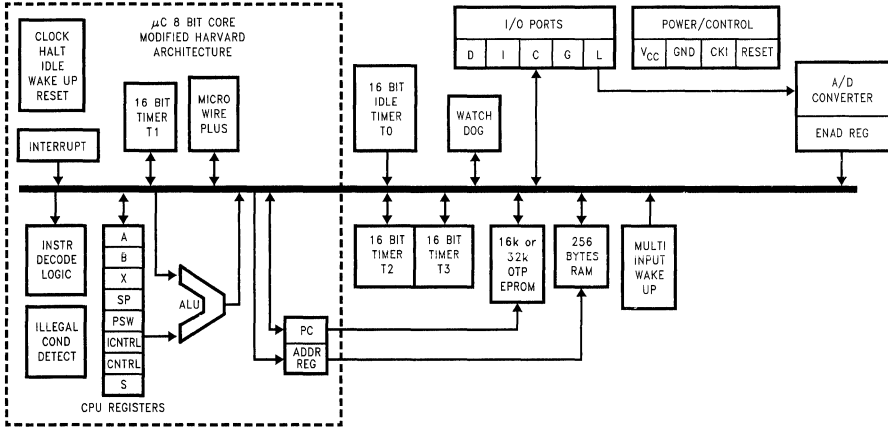 μC 8 BIT CORE
MODIFIED HARVARD
ARCHITECTURE
CLOCK
HALT
IDLE
WAKE UP
RESET
INTERRUPT
16 BIT
TIMER
T1
MICRO
WIRE
PLUS
16 BIT
IDLE
TIMER
T0
WATCH
DOG
I/O PORTS
D I C G L
POWER/CONTROL
VCC GND CKI RESET
A/D
CONVERTER
ENAD REG
INSTR
DECODE
LOGIC
ILLEGAL
COND
DETECT
A
B
X
SP
PSW
ICNTRL
CNTRL
S
CPU REGISTERS
ALU
PC
ADDR
REG
16 BIT
TIMER
T2
16 BIT
TIMER
T3
16k or
32k
OTP
EPROM
256
BYTES
RAM
MULTI
INPUT
WAKE
UP